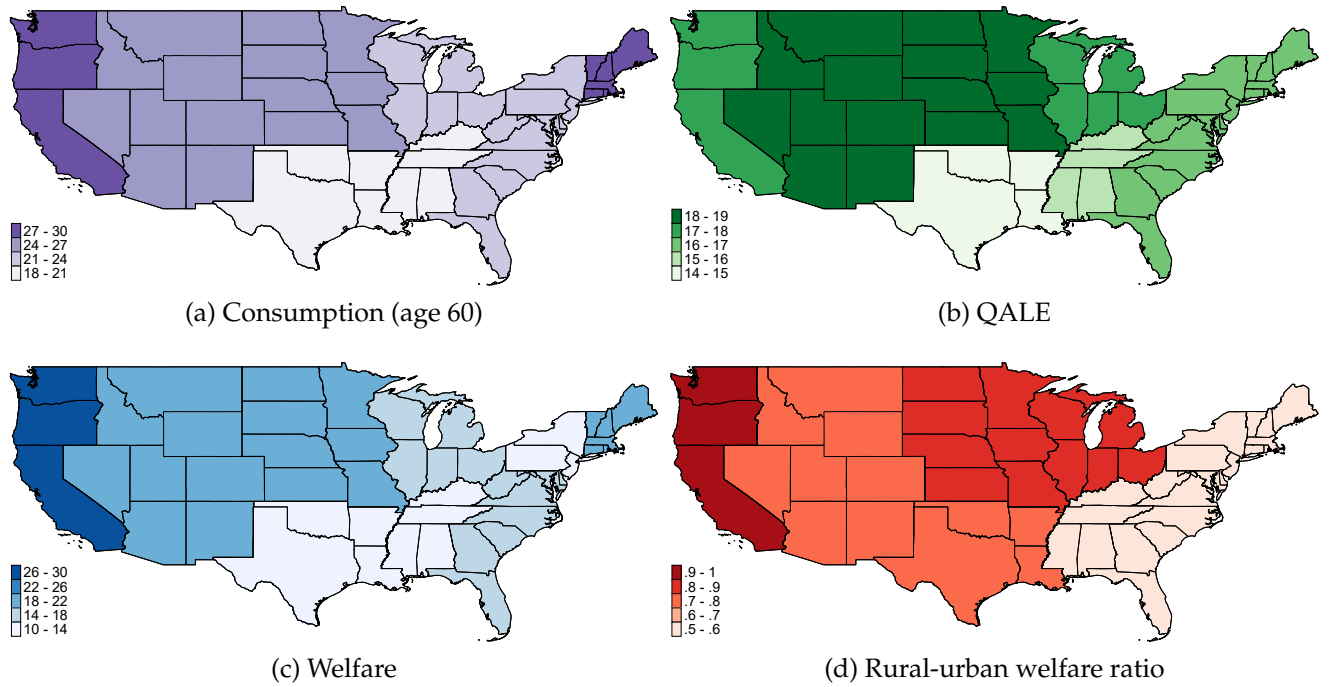 27 - 30
24 - 27
21 - 24
18 - 21
(a) Consumption (age 60)
18 - 19
17 - 18
16 - 17
15 - 16
14 - 15
(b) QALE
26 - 30
22 - 26
18 - 22
14 - 18
10 - 14
(c) Welfare
.9 - 1
.8 - .9
.7 - .8
.6 - .7
.5 - .6
(d) Rural-urban welfare ratio